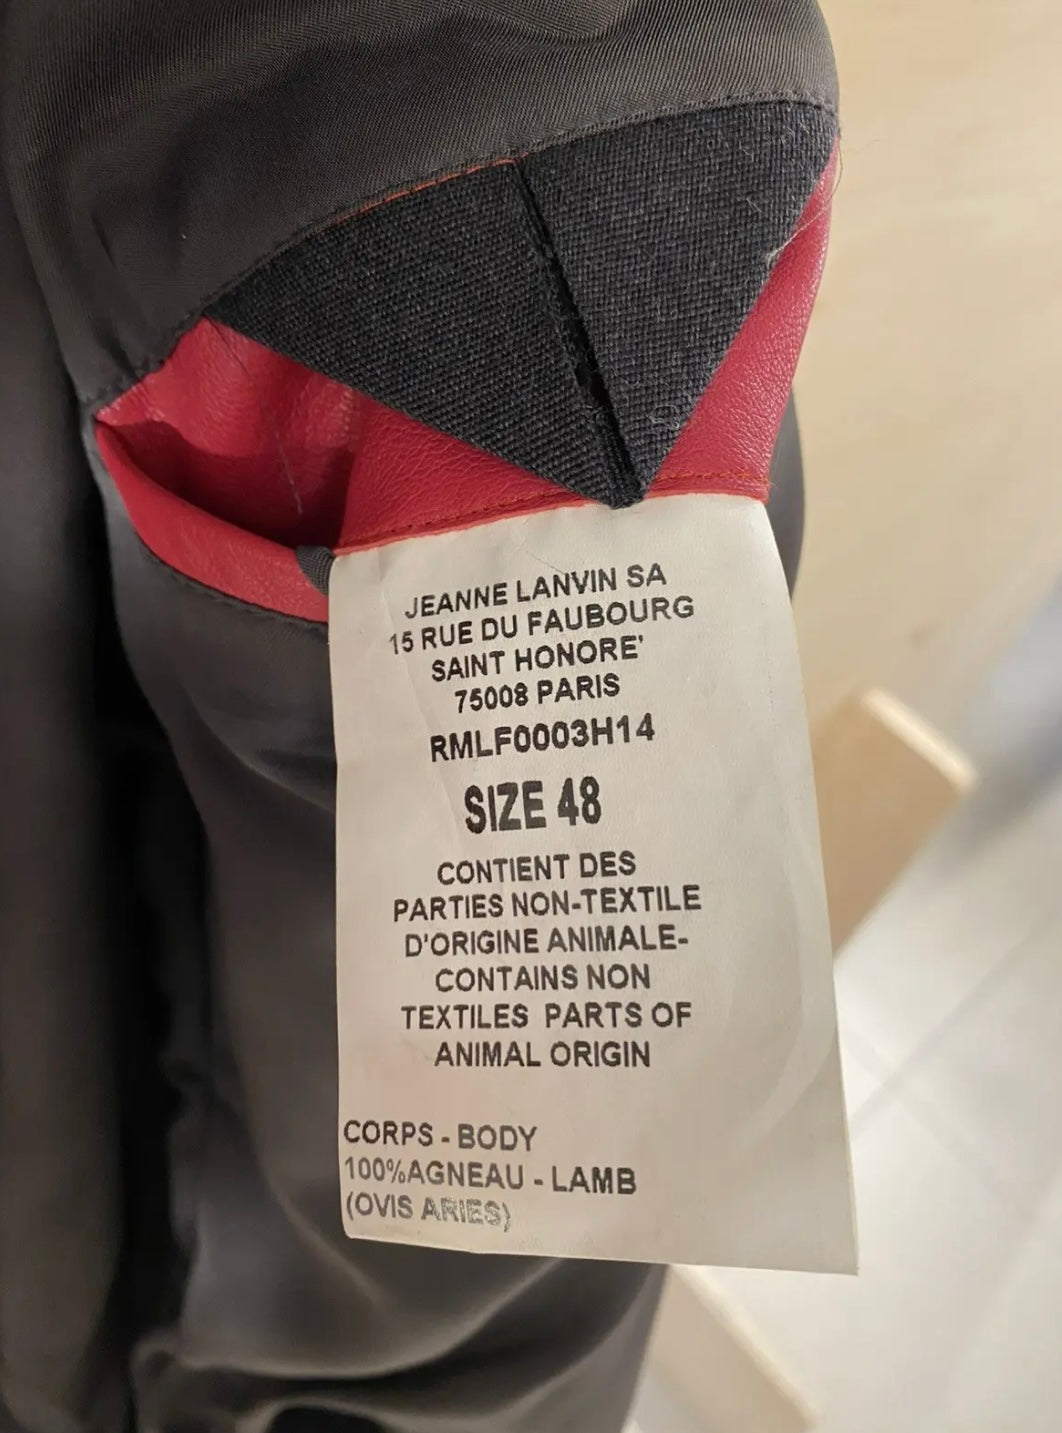 JEANNE LANVIN SA
15 RUE DU FAUBOURG
SAINT HONORE'
75008 PARIS
RMLF0003H14
SIZE 48
CONTIENT DES
PARTIES NON-TEXTILE
D'ORIGINE ANIMALE-
CONTAINS NON
TEXTILES PARTS OF
ANIMAL ORIGIN
CORPS - BODY
100%AGNEAU - LAMB
(OVIS ARIES)